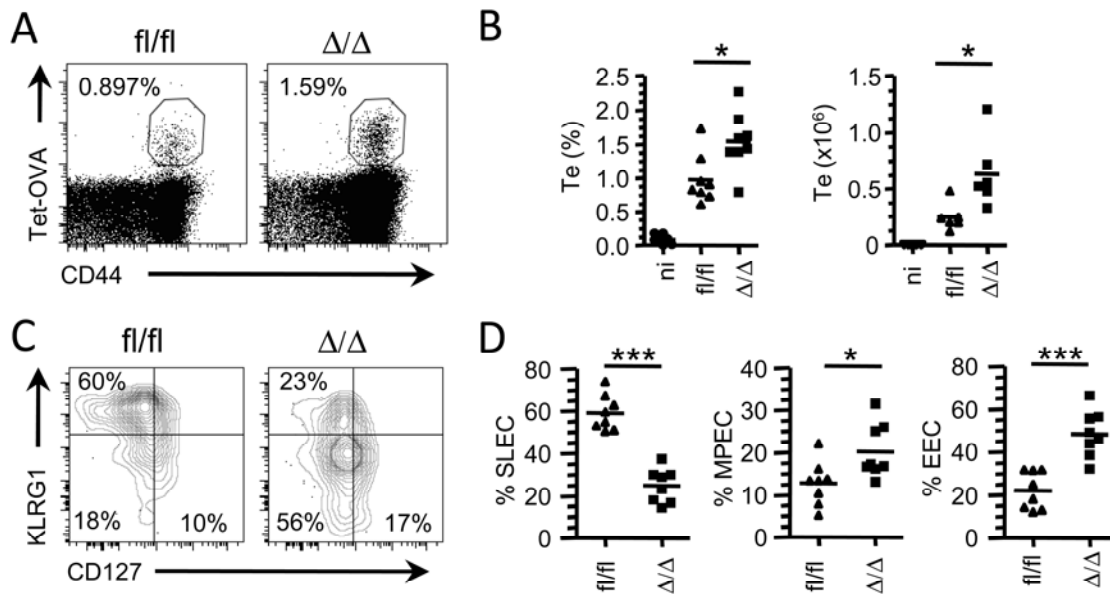 A
fl/fl
Δ/Δ
0.897%
1.59%
Tet-OVA
CD44
B
*
2.5
2.0
1.5
1.0
0.5
0.0
Te (%)
ni
fl/fl
Δ/Δ
*
1.5
1.0
0.5
0
Te (x10⁶)
ni
fl/fl
Δ/Δ
C
fl/fl
Δ/Δ
60%
18%
10%
23%
56%
17%
KLRG1
CD127
D
***
80
60
40
20
0
% SLEC
fl/fl
Δ/Δ
*
40
30
20
10
0
% MPEC
fl/fl
Δ/Δ
***
80
60
40
20
0
% EEC
fl/fl
Δ/Δ